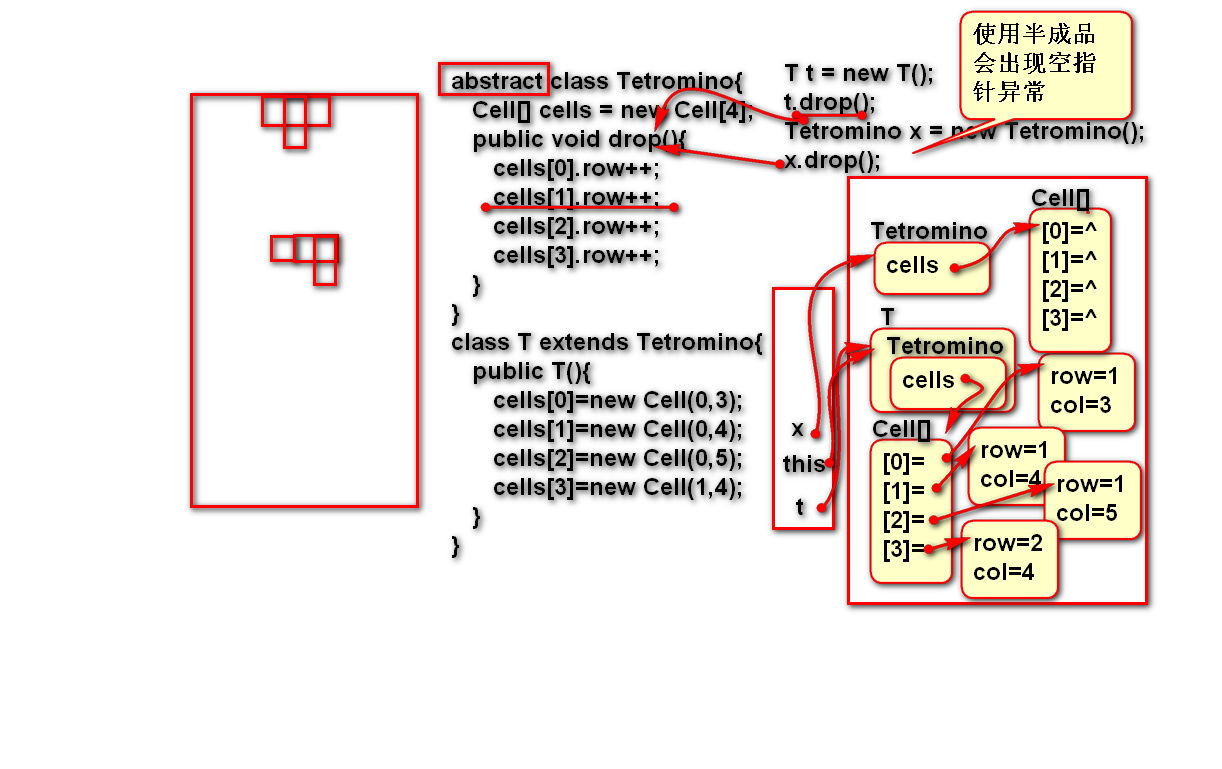 abstract class Tetromino{
Cell[] cells = new Cell[4];
public void drop(){
cells[0].row++;
cells[1].row++;
cells[2].row++;
cells[3].row++;
}
}
class T extends Tetromino{
public T(){
cells[0]=new Cell(0,3);
cells[1]=new Cell(0,4);
cells[2]=new Cell(0,5);
cells[3]=new Cell(1,4);
}
}
T t = new T();
t.drop();
Tetromino x = new Tetromino();
x.drop();
使用半成品
会出现空指
针异常
x
this
t
Tetromino
cells
Cell[]
[0]=^
[1]=^
[2]=^
[3]=^
T
Tetromino
cells
Cell[]
[0]=
[1]=
[2]=
[3]=
row=1
col=3
row=1
col=4
row=1
col=5
row=2
col=4